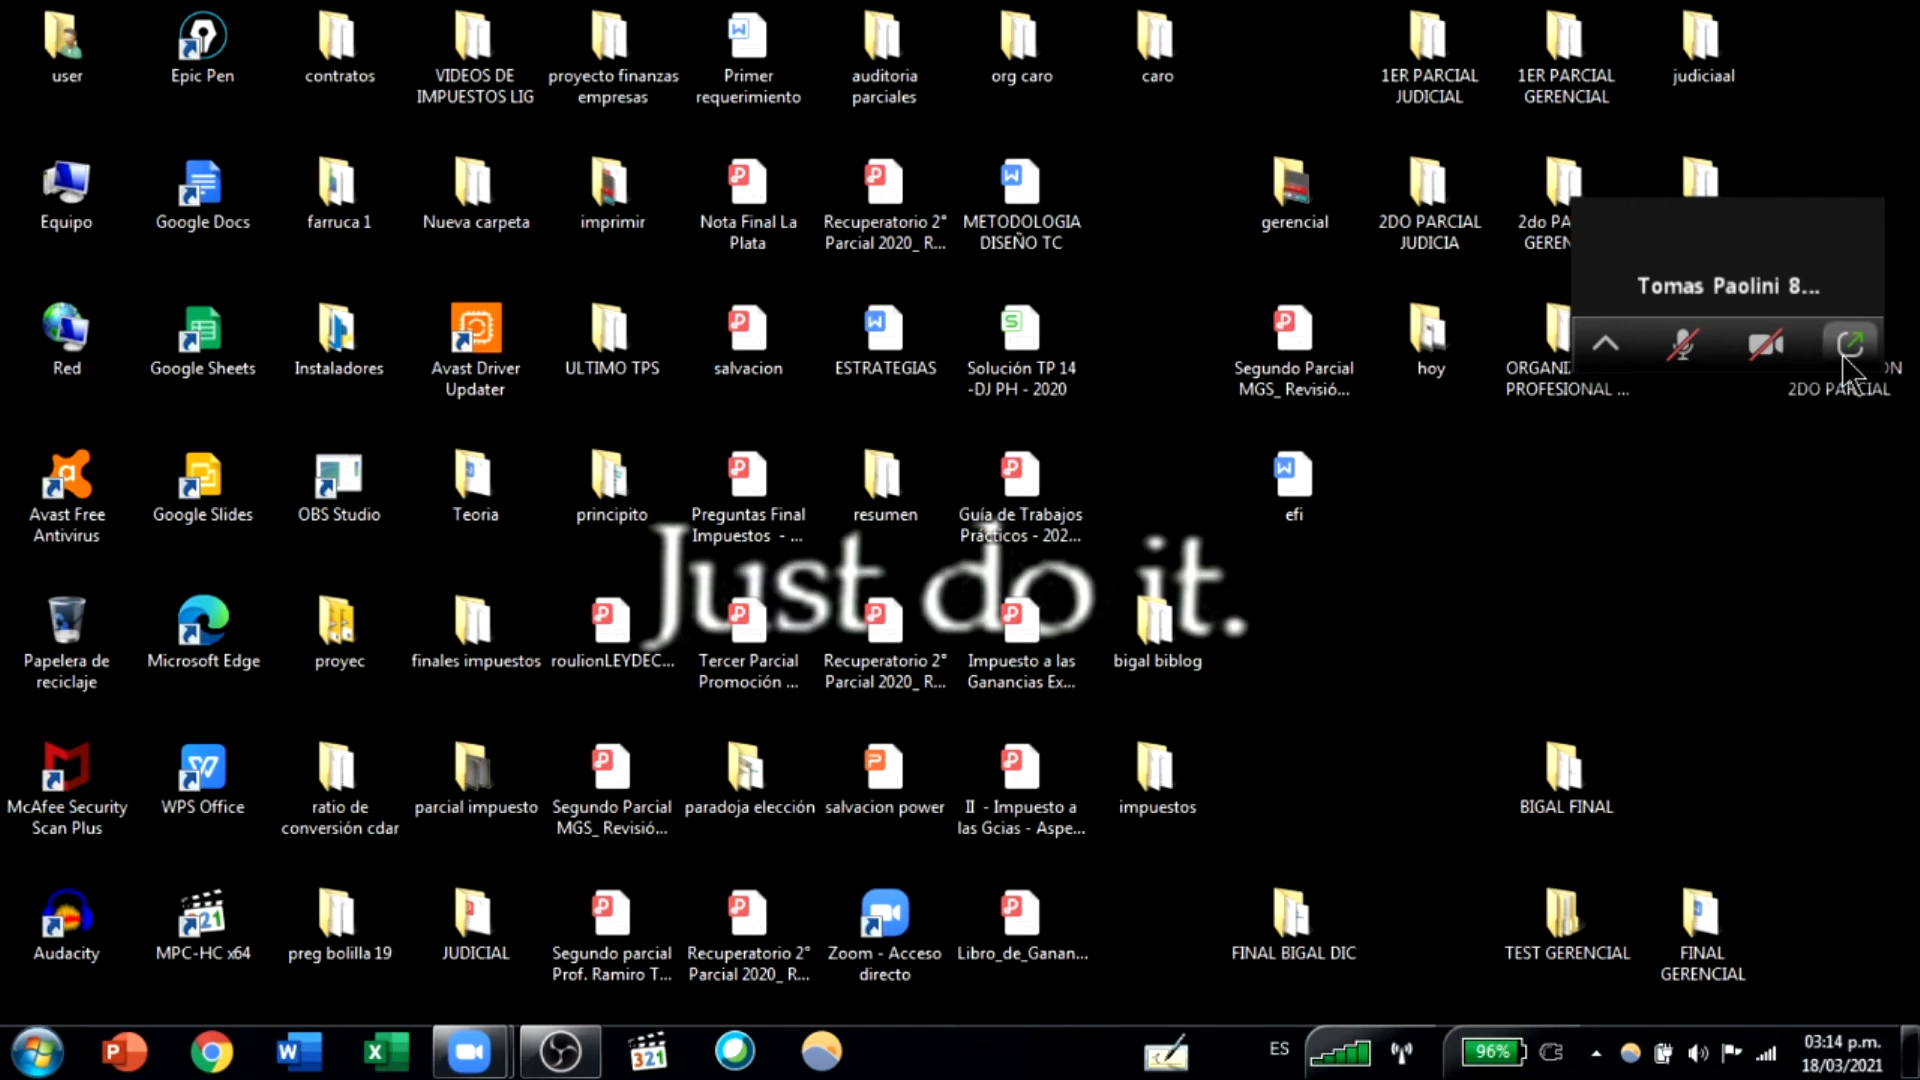 user
Epic Pen
contratos
VIDEOS DE
IMPUESTOS LIG
proyecto finanzas
empresas
Primer
requerimiento
auditoria
parciales
org caro
caro
1ER PARCIAL
JUDICIAL
1ER PARCIAL
GERENCIAL
judiciaal
Equipo
Google Docs
farruca 1
Nueva carpeta
imprimir
Nota Final La
Plata
Recuperatorio 2°
Parcial 2020_ R...
METODOLOGIA
DISEÑO TC
gerencial
2DO PARCIAL
JUDICIA
2do PA
GEREN
Tomas Paolini 8...
Red
Google Sheets
Instaladores
Avast Driver
Updater
ULTIMO TPS
salvacion
ESTRATEGIAS
Solución TP 14
-DJ PH - 2020
Segundo Parcial
MGS_ Revisió...
hoy
ORGANI
PROFESIONAL ...
ON
2DO PARCIAL
Avast Free
Antivirus
Google Slides
OBS Studio
Teoria
principito
Preguntas Final
Impuestos - ...
resumen
Guía de Trabajos
Prácticos - 202...
efi
Just do it.
Papelera de
reciclaje
Microsoft Edge
proyec
finales impuestos
roulionLEYDEC...
Tercer Parcial
Promoción ...
Recuperatorio 2°
Parcial 2020_ R...
Impuesto a las
Ganancias Ex...
bigal biblog
McAfee Security
Scan Plus
WPS Office
ratio de
conversión cdar
parcial impuesto
Segundo Parcial
MGS_ Revisió...
paradoja elección
salvacion power
II - Impuesto a
las Gcias - Aspe...
impuestos
BIGAL FINAL
Audacity
MPC-HC x64
preg bolilla 19
JUDICIAL
Segundo parcial
Prof. Ramiro T...
Recuperatorio 2°
Parcial 2020_ R...
Zoom - Acceso
directo
Libro_de_Ganan...
FINAL BIGAL DIC
TEST GERENCIAL
FINAL
GERENCIAL
ES
96%
03:14 p.m.
18/03/2021